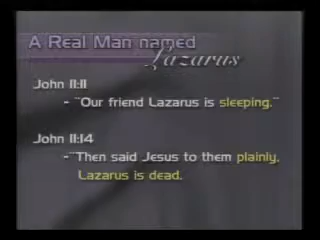 A Real Man named
Lazarus
John 11:11
- "Our friend Lazarus is sleeping."
John 11:14
- "Then said Jesus to them plainly,
Lazarus is dead.